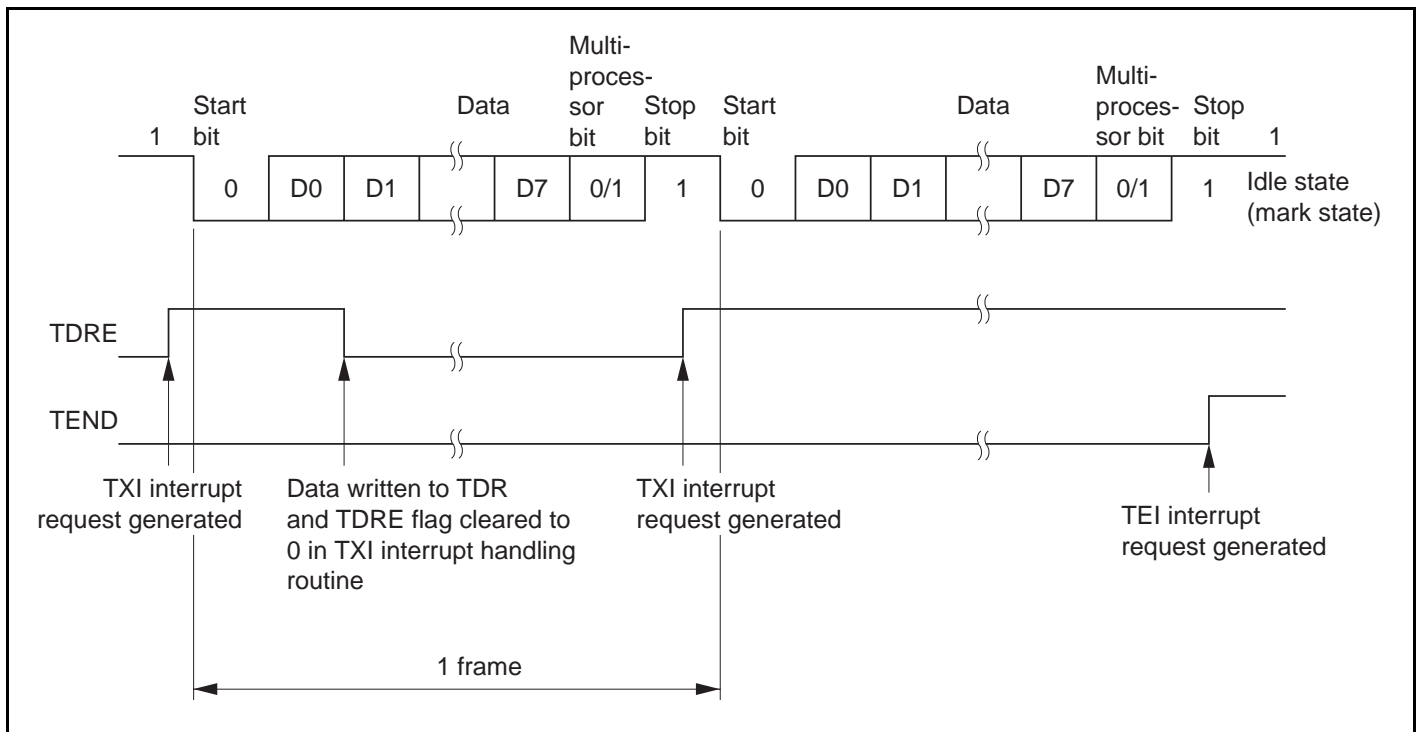 Multi-
proces-
sor
bit
Multi-
proces-
sor bit
Start
bit
Data
Stop
bit
Start
bit
Data
Stop
bit
1
1
0 D0 D1 D7 0/1 1 0 D0 D1 D7 0/1 1
Idle state
(mark state)
TDRE
TEND
TXI interrupt
request generated
Data written to TDR
and TDRE flag cleared to
0 in TXI interrupt handling
routine
TXI interrupt
request generated
TEI interrupt
request generated
1 frame